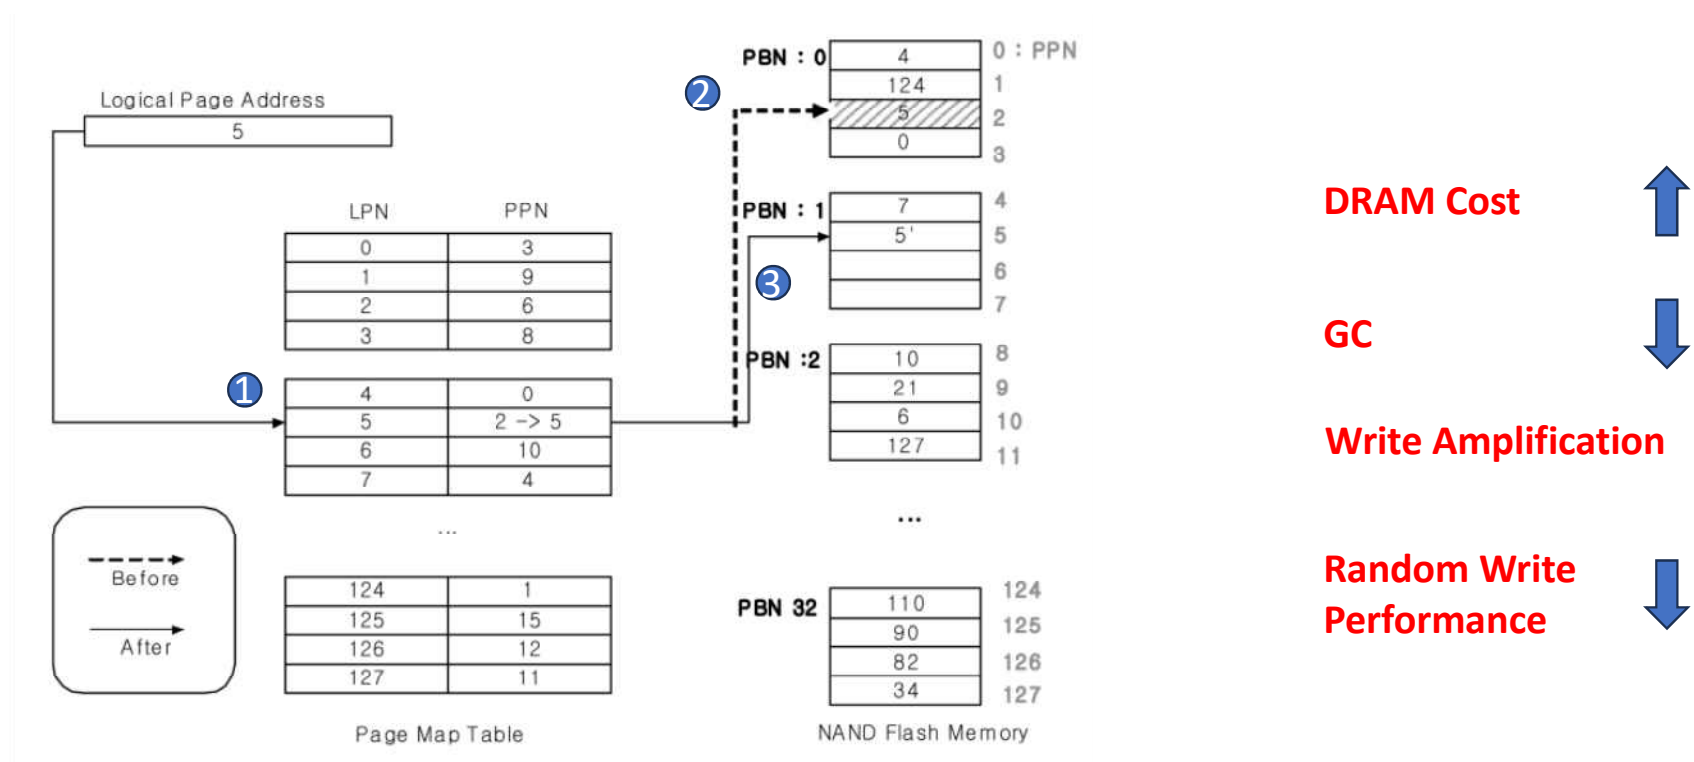 Logical Page Address
5
LPN PPN
0 3
1 9
2 6
3 8
1
4 0
5 2 -> 5
6 10
7 4
...
124 1
125 15
126 12
127 11
Page Map Table
Before
After
2
3
PBN : 0
4 0 : PPN
124 1
5 2
0 3
PBN : 1
7 4
5' 5
6
7
PBN :2
10 8
21 9
6 10
127 11
...
PBN 32
110 124
90 125
82 126
34 127
NAND Flash Memory
DRAM Cost
GC
Write Amplification
Random Write
Performance